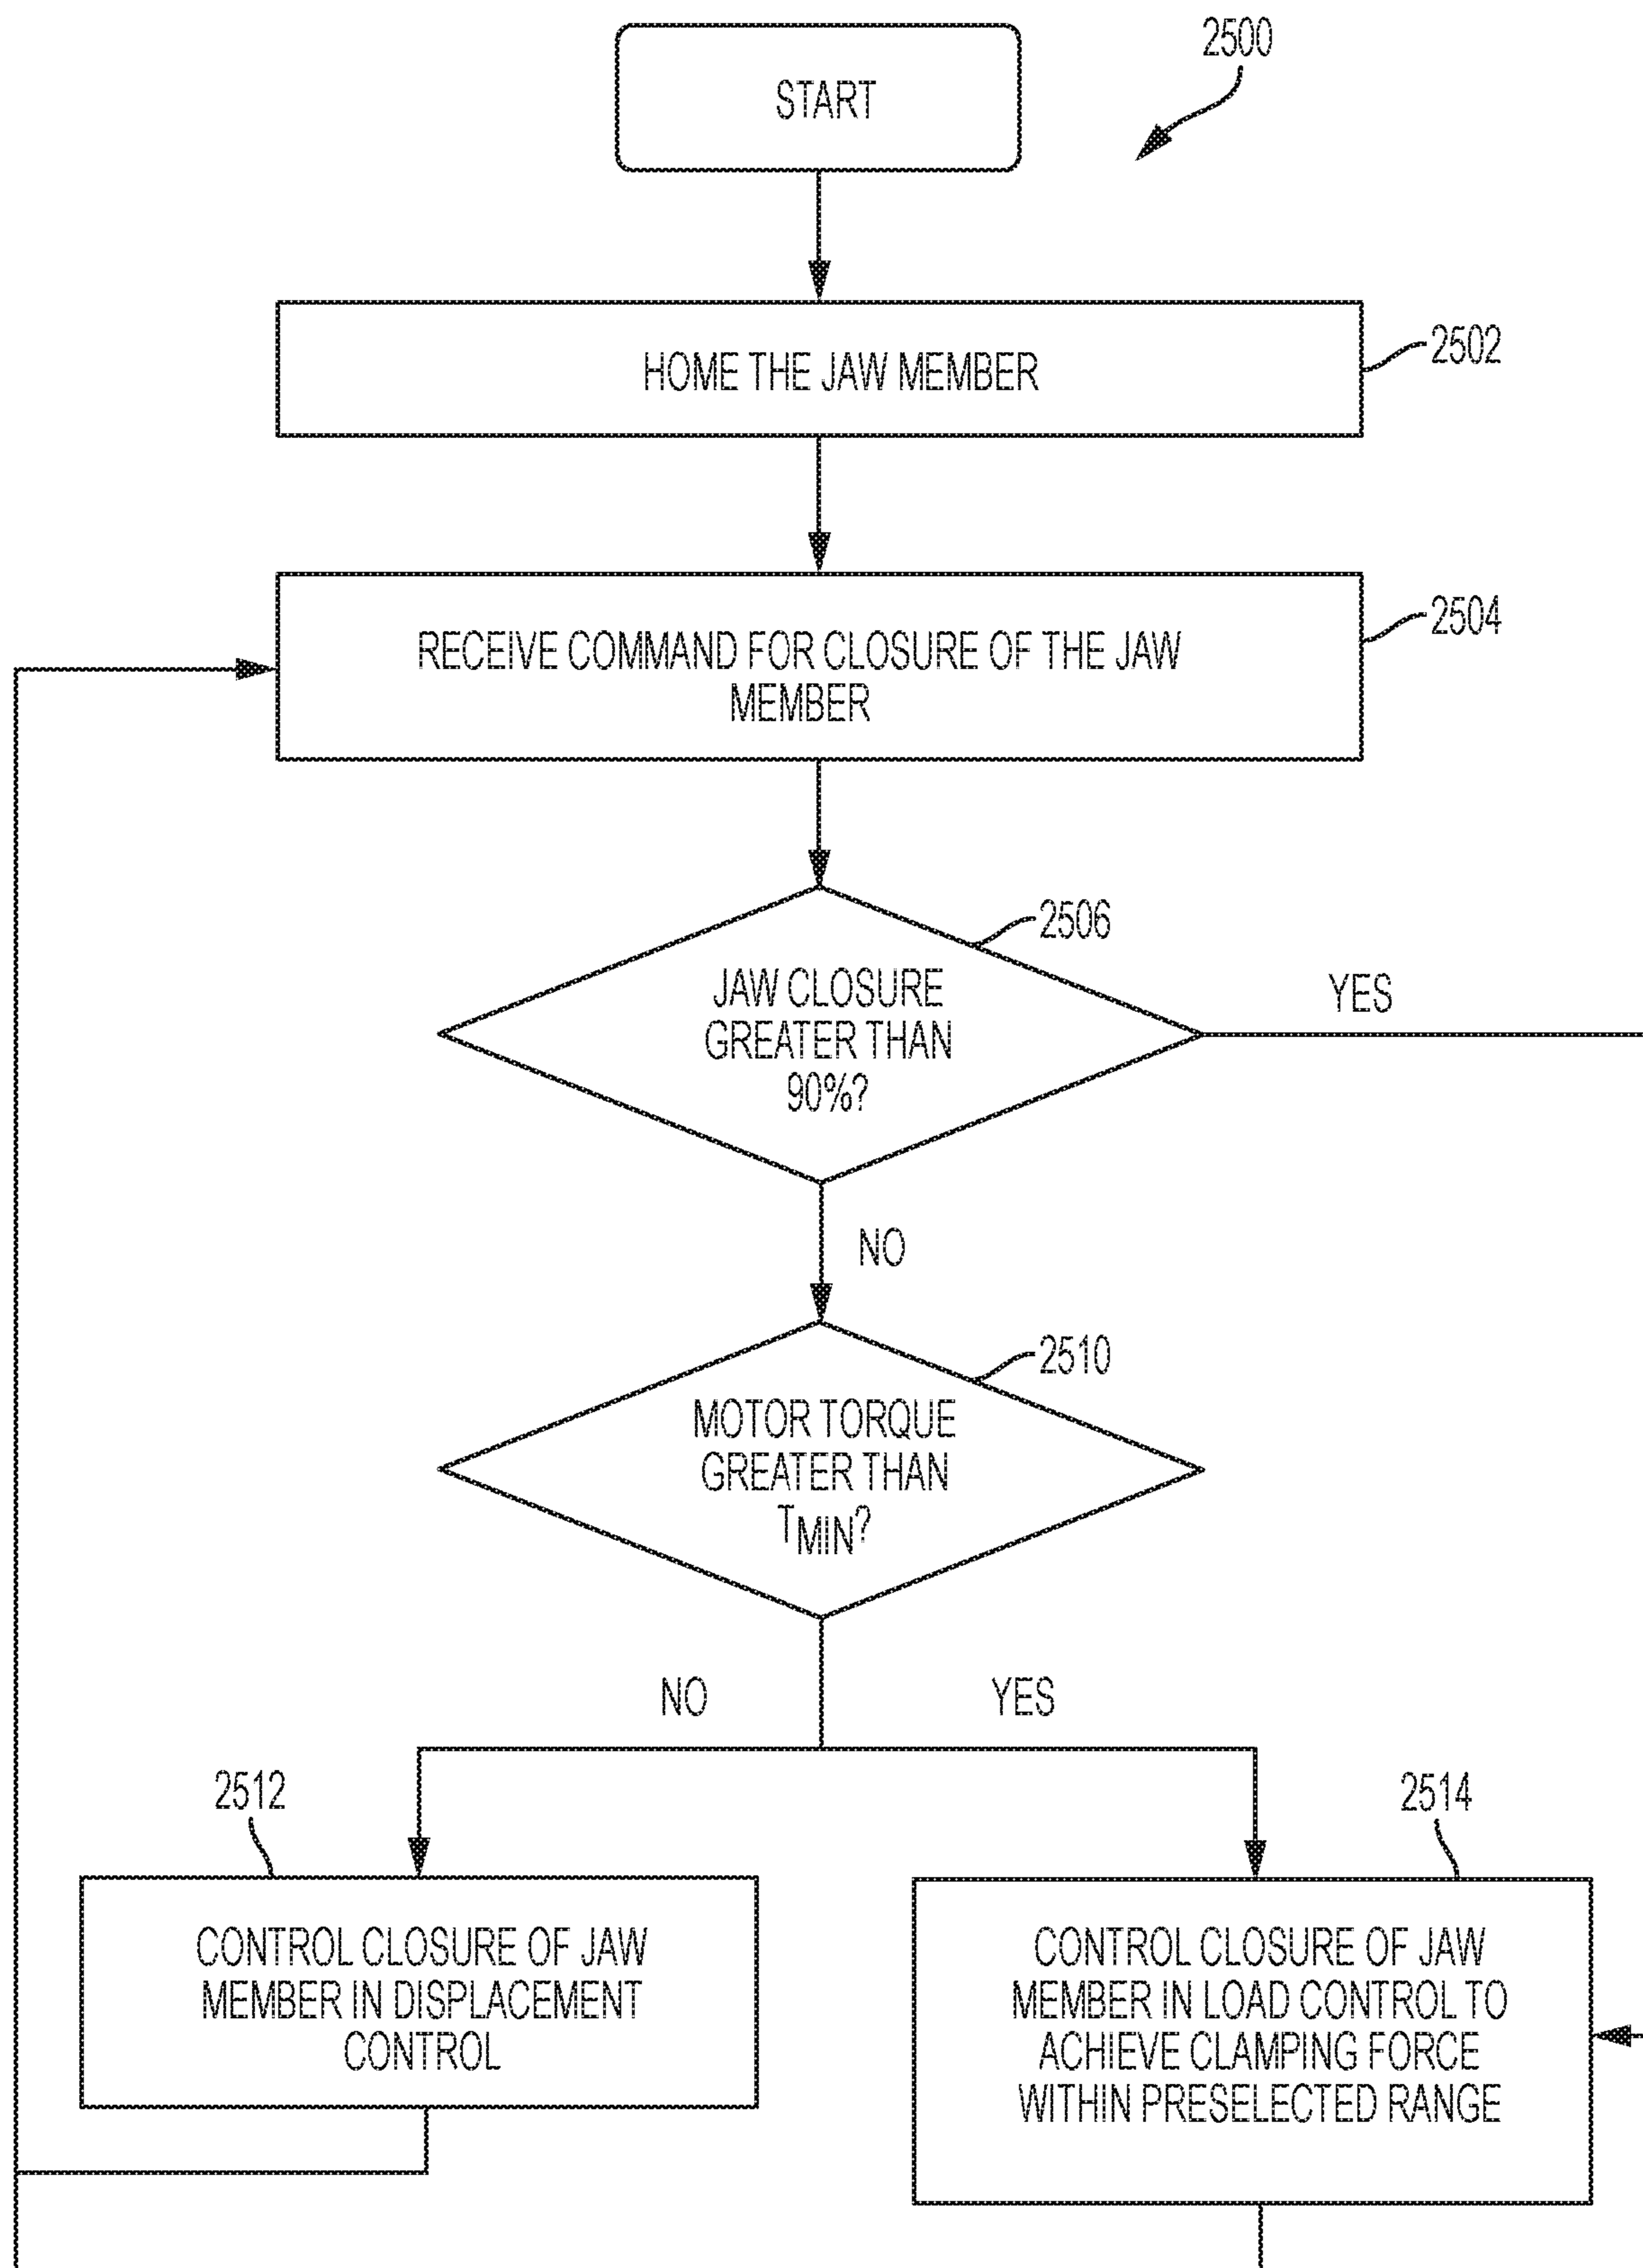 2500
START
HOME THE JAW MEMBER
2502
RECEIVE COMMAND FOR CLOSURE OF THE JAW
MEMBER
2504
2506
JAW CLOSURE
GREATER THAN
90%?
YES
NO
2510
MOTOR TORQUE
GREATER THAN
TMIN?
NO
YES
2512
CONTROL CLOSURE OF JAW
MEMBER IN DISPLACEMENT
CONTROL
2514
CONTROL CLOSURE OF JAW
MEMBER IN LOAD CONTROL TO
ACHIEVE CLAMPING FORCE
WITHIN PRESELECTED RANGE